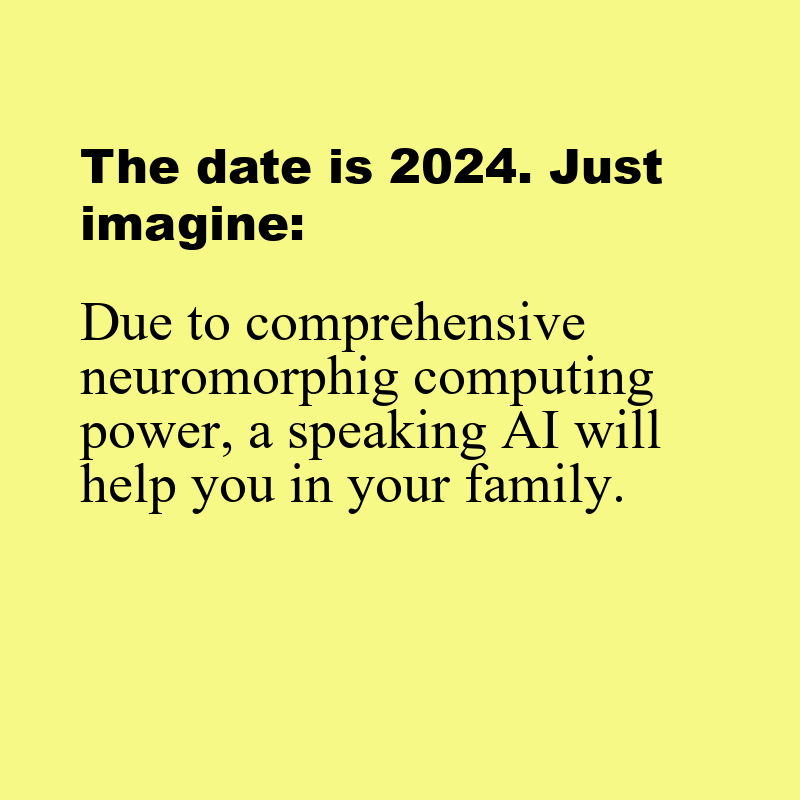 The date is 2024. Just
imagine:
Due to comprehensive
neuromorphig computing
power, a speaking AI will
help you in your family.